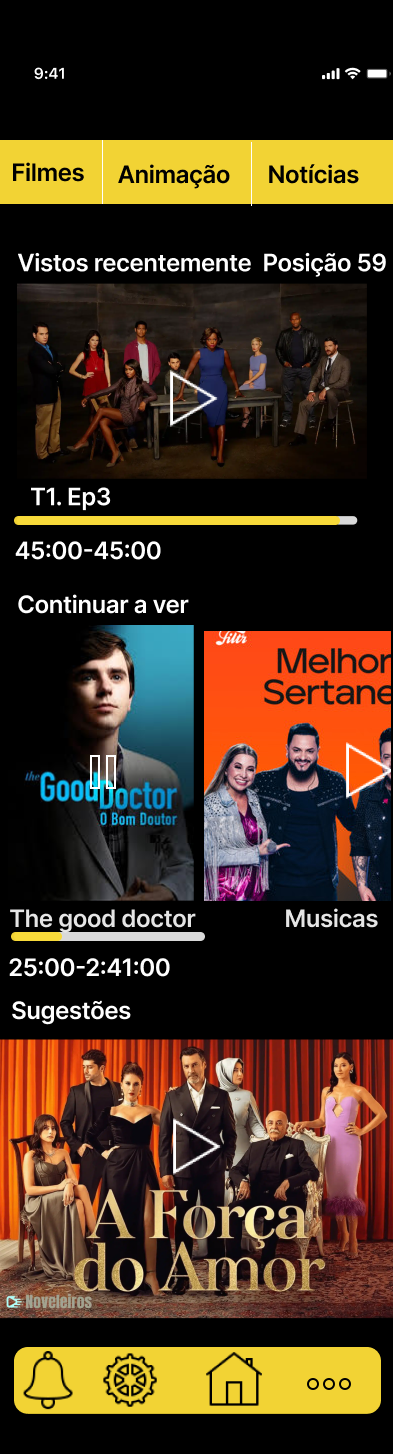 9:41
Filmes
Animação
Notícias
Vistos recentemente Posição 59
T1. Ep3
45:00-45:00
Continuar a ver
the Good Doctor
O Bom Doutor
Filtr
Melhor
Sertane
The good doctor
Musicas
25:00-2:41:00
Sugestões
A Força
do Amor
Noveleiros